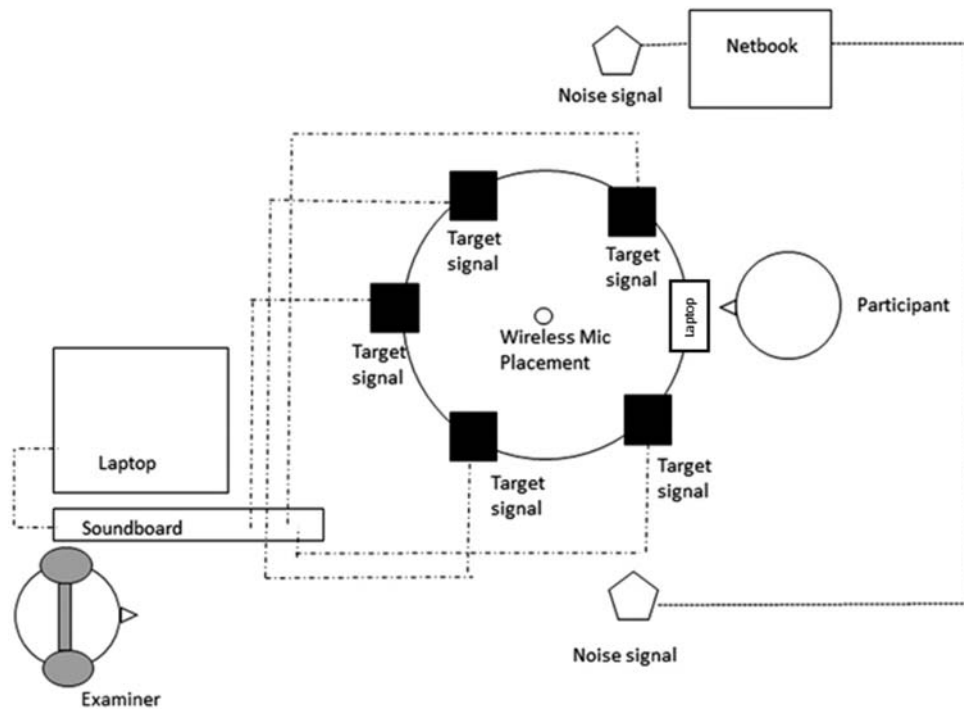 Netbook
Noise signal
Target
signal
Target
signal
Laptop
Participant
Wireless Mic
Placement
Target
signal
Laptop
Target
signal
Target
signal
Soundboard
Noise signal
Examiner